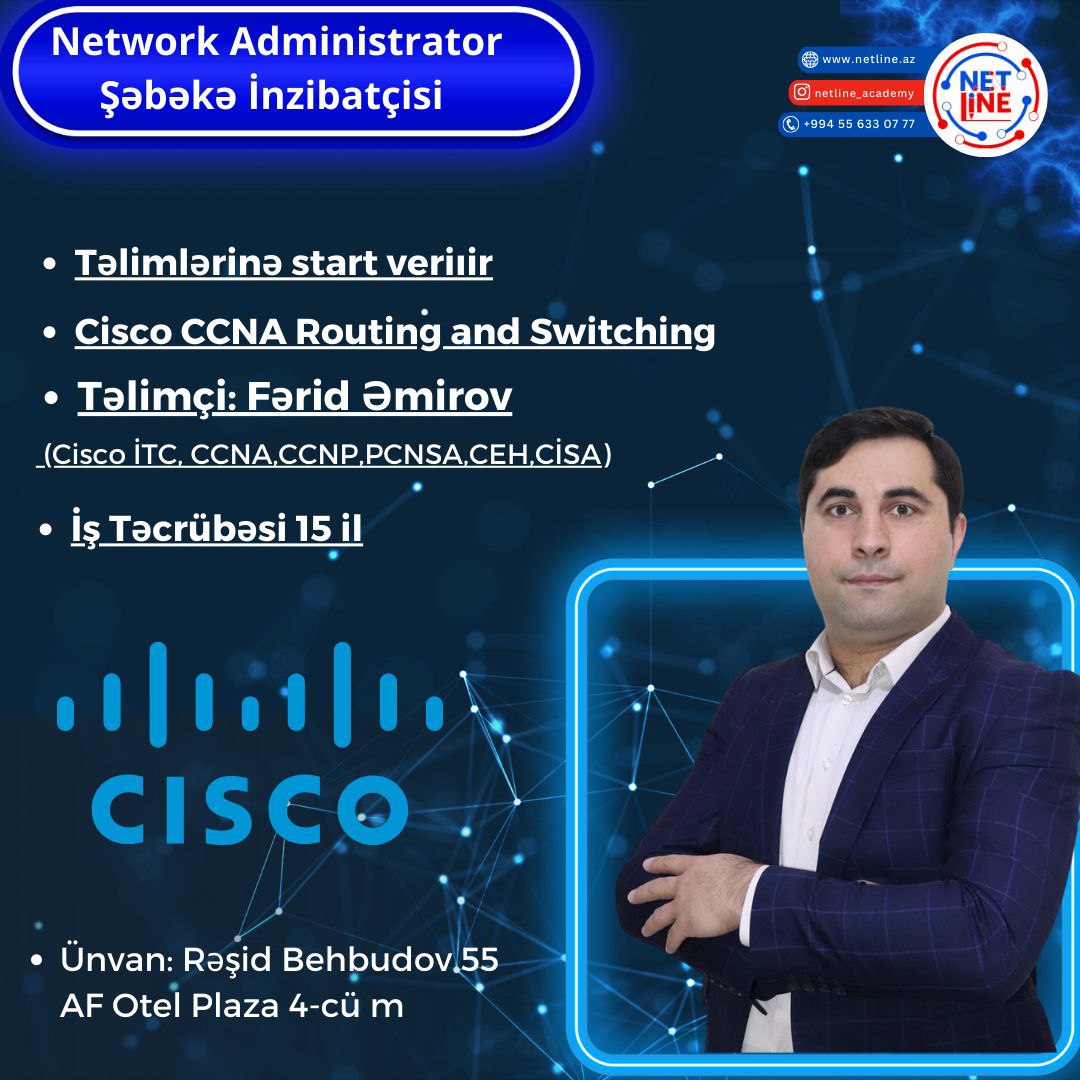 Network Administrator
Şəbəkə İnzibatçisi
www.netline.az
netline_academy
+994 55 633 07 77
NET
LiNE
Təlimlərinə start veriıir
Cisco CCNA Routing and Switching
Təlimçi: Fərid Əmirov
(Cisco İTC, CCNA,CCNP,PCNSA,CEH,CİSA)
İş Təcrübəsi 15 il
CISCO
Ünvan: Rəşid Behbudov 55
AF Otel Plaza 4-cü m